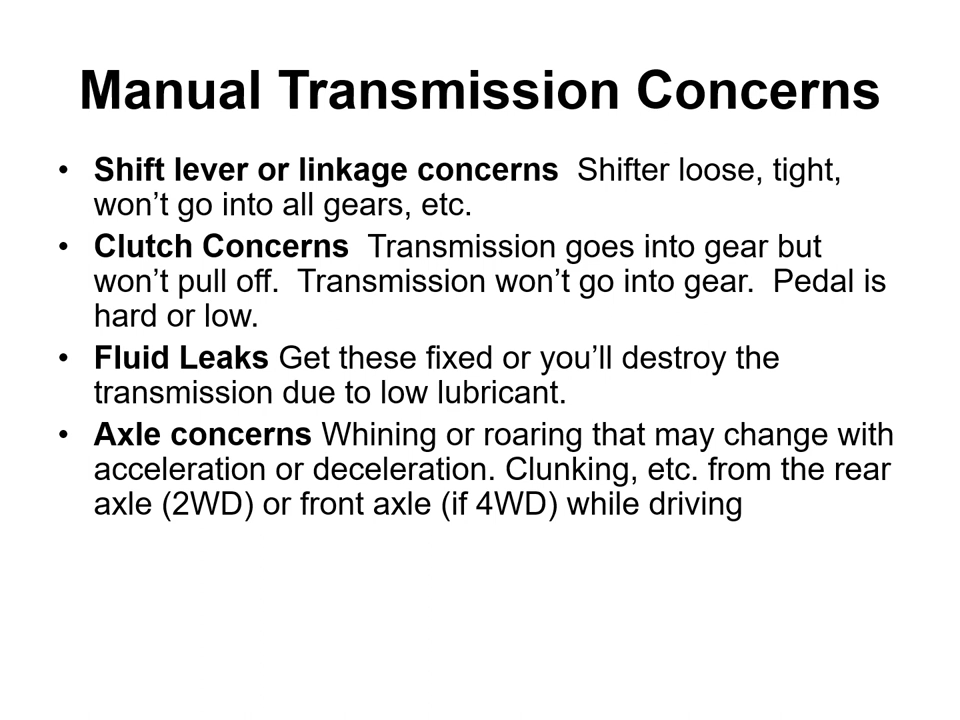 Manual Transmission Concerns
• Shift lever or linkage concerns  Shifter loose, tight,
won’t go into all gears, etc.
• Clutch Concerns  Transmission goes into gear but
won’t pull off.  Transmission won’t go into gear.  Pedal is
hard or low.
• Fluid Leaks Get these fixed or you’ll destroy the
transmission due to low lubricant.
• Axle concerns Whining or roaring that may change with
acceleration or deceleration. Clunking, etc. from the rear
axle (2WD) or front axle (if 4WD) while driving